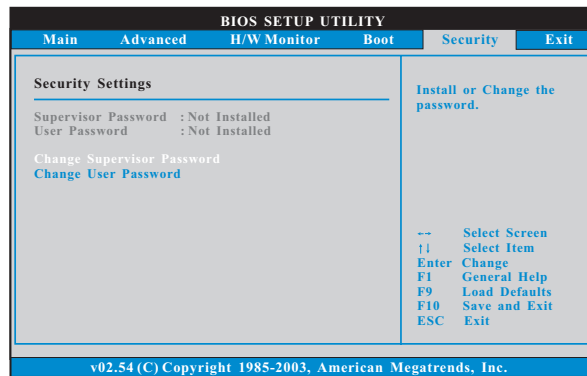 BIOS SETUP UTILITY
Main Advanced H/W Monitor Boot Security Exit
Security Settings
Supervisor Password : Not Installed
User Password : Not Installed
Change Supervisor Password
Change User Password
Install or Change the
password.
←→ Select Screen
↑↓ Select Item
Enter Change
F1 General Help
F9 Load Defaults
F10 Save and Exit
ESC Exit
v02.54 (C) Copyright 1985-2003, American Megatrends, Inc.